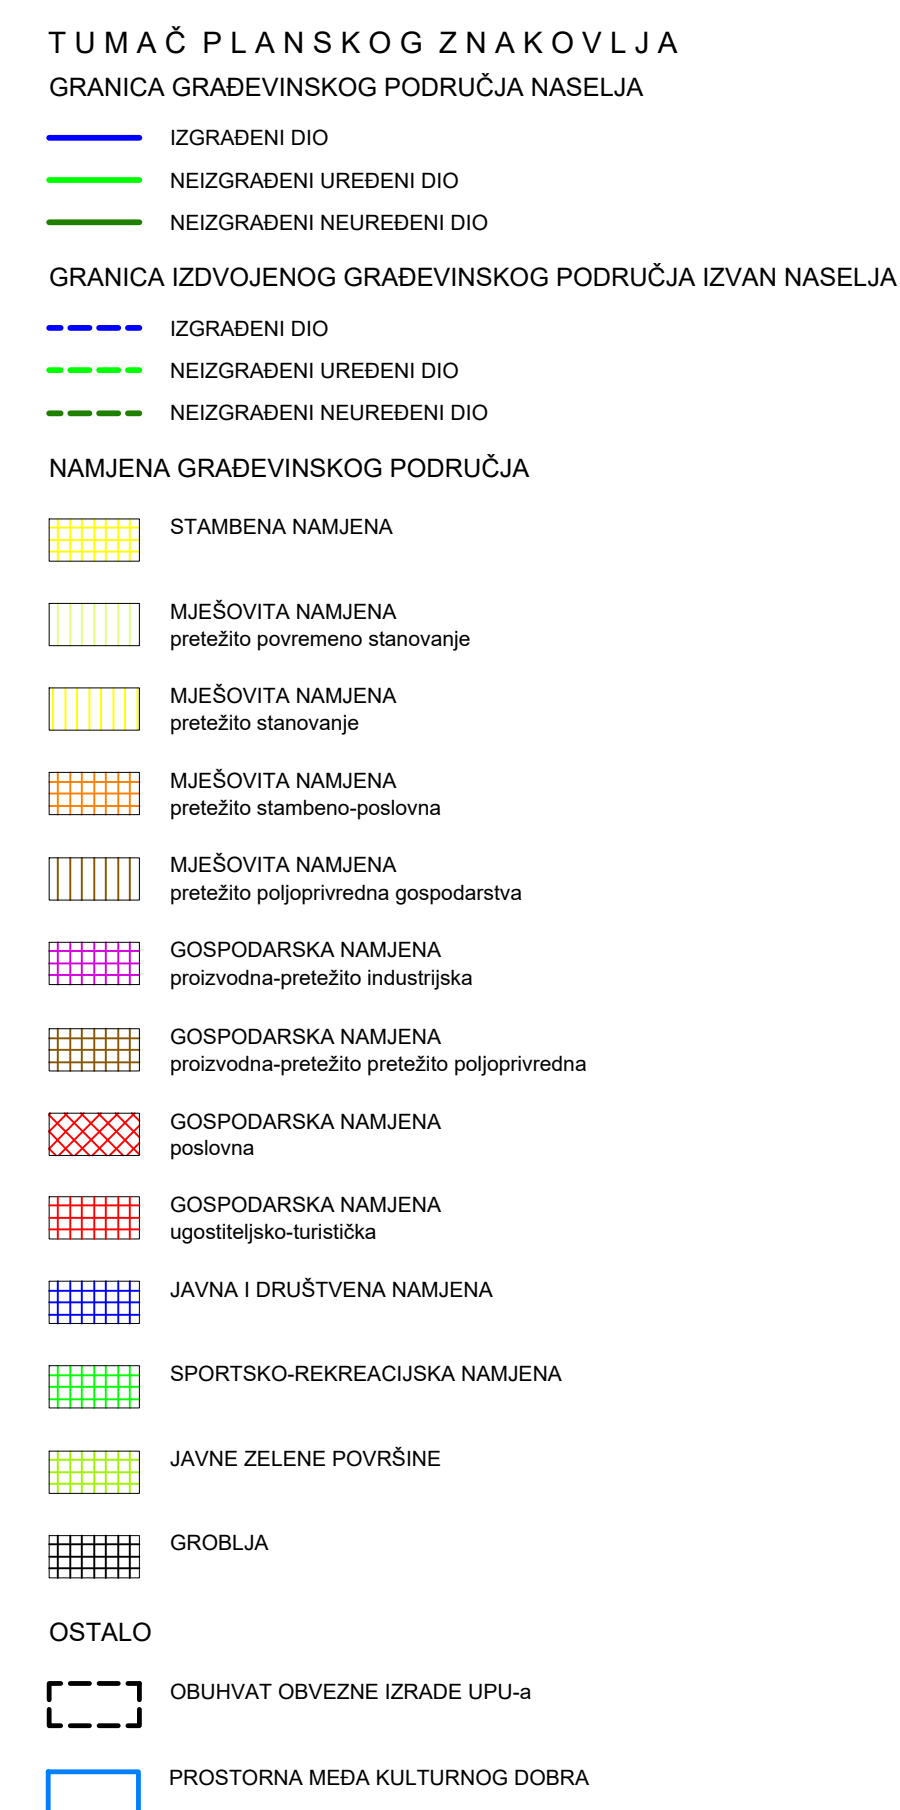 TUMAČ PLANSKOG ZNAKOVLJA
GRANICA GRAĐEVINSKOG PODRUČJA NASELJA
IZGRAĐENI DIO
NEIZGRAĐENI UREĐENI DIO
NEIZGRAĐENI NEUREĐENI DIO
GRANICA IZDVOJENOG GRAĐEVINSKOG PODRUČJA IZVAN NASELJA
IZGRAĐENI DIO
NEIZGRAĐENI UREĐENI DIO
NEIZGRAĐENI NEUREĐENI DIO
NAMJENA GRAĐEVINSKOG PODRUČJA
STAMBENA NAMJENA
MJEŠOVITA NAMJENA
pretežito povremeno stanovanje
MJEŠOVITA NAMJENA
pretežito stanovanje
MJEŠOVITA NAMJENA
pretežito stambeno-poslovna
MJEŠOVITA NAMJENA
pretežito poljoprivredna gospodarstva
GOSPODARSKA NAMJENA
proizvodna-pretežito industrijska
GOSPODARSKA NAMJENA
proizvodna-pretežito pretežito poljoprivredna
GOSPODARSKA NAMJENA
poslovna
GOSPODARSKA NAMJENA
ugostiteljsko-turistička
JAVNA I DRUŠTVENA NAMJENA
SPORTSKO-REKREACIJSKA NAMJENA
JAVNE ZELENE POVRŠINE
GROBLJA
OSTALO
OBUHVAT OBVEZNE IZRADE UPU-a
PROSTORNA MEĐA KULTURNOG DOBRA